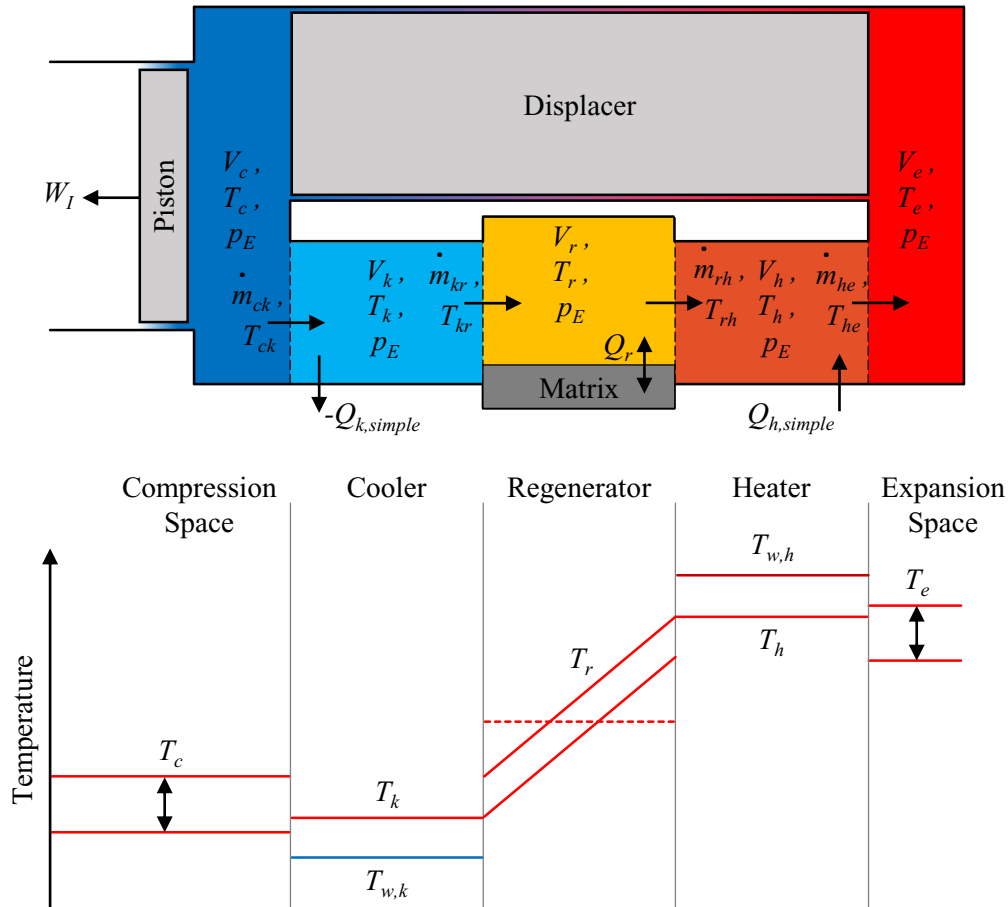 Displacer
Piston
W_I
V_c ,
T_c ,
p_E
V_e ,
T_e ,
p_E
ṁ_ck ,
T_ck
V_k ,
T_k ,
p_E
ṁ_kr ,
T_kr
V_r ,
T_r ,
p_E
ṁ_rh ,
T_rh
V_h ,
T_h ,
p_E
ṁ_he ,
T_he
Q_r
Matrix
-Q_k,simple
Q_h,simple
Compression
Space
Cooler
Regenerator
Heater
Expansion
Space
Temperature
T_w,h
T_e
T_h
T_r
T_c
T_k
T_w,k